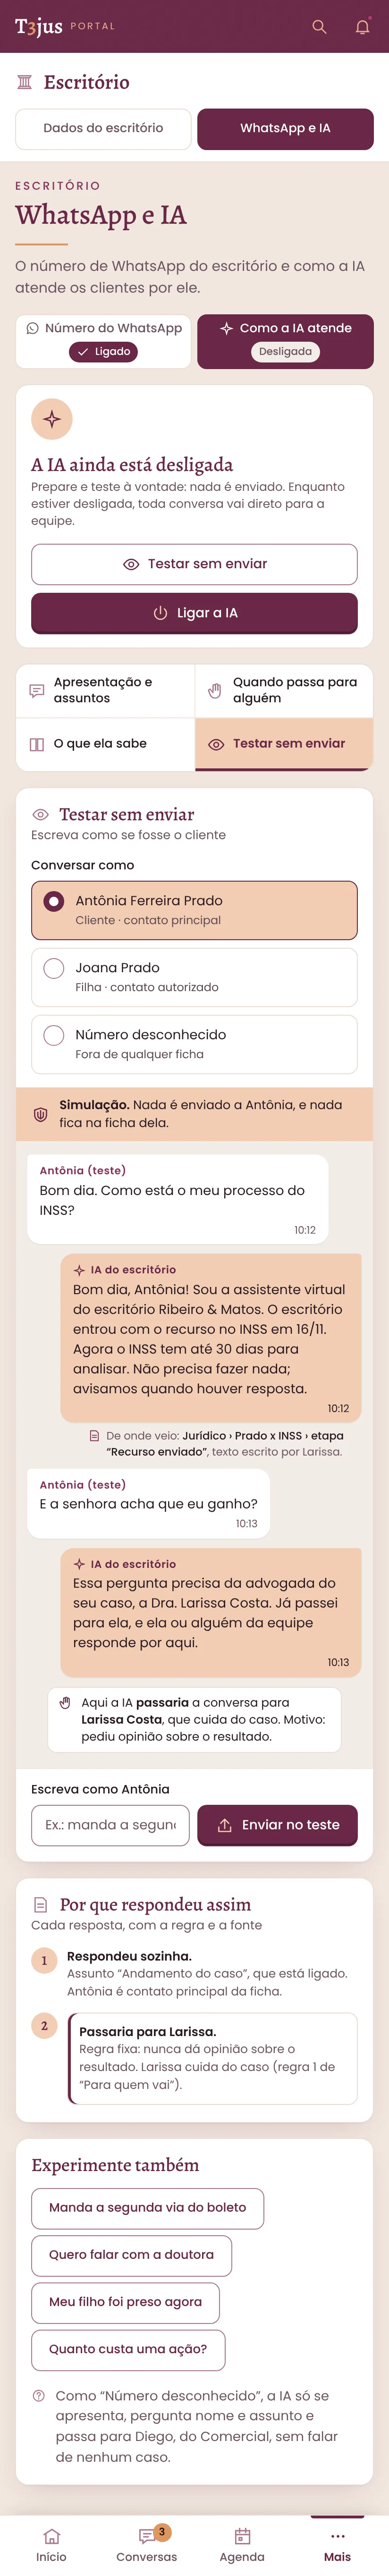 T3jus PORTAL
Escritório
Dados do escritório
WhatsApp e IA
ESCRITÓRIO
WhatsApp e IA
O número de WhatsApp do escritório e como a IA
atende os clientes por ele.
Número do WhatsApp
Ligado
Como a IA atende
Desligada
A IA ainda está desligada
Prepare e teste à vontade: nada é enviado. Enquanto
estiver desligada, toda conversa vai direto para a
equipe.
Testar sem enviar
Ligar a IA
Apresentação e
assuntos
Quando passa para
alguém
O que ela sabe
Testar sem enviar
Testar sem enviar
Escreva como se fosse o cliente
Conversar como
Antônia Ferreira Prado
Cliente · contato principal
Joana Prado
Filha · contato autorizado
Número desconhecido
Fora de qualquer ficha
Simulação. Nada é enviado a Antônia, e nada
fica na ficha dela.
Antônia (teste)
Bom dia. Como está o meu processo do
INSS?
10:12
IA do escritório
Bom dia, Antônia! Sou a assistente virtual
do escritório Ribeiro & Matos. O escritório
entrou com o recurso no INSS em 16/11.
Agora o INSS tem até 30 dias para
analisar. Não precisa fazer nada;
avisamos quando houver resposta.
10:12
De onde veio: Jurídico › Prado x INSS › etapa
“Recurso enviado”, texto escrito por Larissa.
Antônia (teste)
E a senhora acha que eu ganho?
10:13
IA do escritório
Essa pergunta precisa da advogada do
seu caso, a Dra. Larissa Costa. Já passei
para ela, e ela ou alguém da equipe
responde por aqui.
10:13
Aqui a IA passaria a conversa para
Larissa Costa, que cuida do caso. Motivo:
pediu opinião sobre o resultado.
Escreva como Antônia
Ex.: manda a segund
Enviar no teste
Por que respondeu assim
Cada resposta, com a regra e a fonte
1
Respondeu sozinha.
Assunto “Andamento do caso”, que está ligado.
Antônia é contato principal da ficha.
2
Passaria para Larissa.
Regra fixa: nunca dá opinião sobre o
resultado. Larissa cuida do caso (regra 1 de
“Para quem vai”).
Experimente também
Manda a segunda via do boleto
Quero falar com a doutora
Meu filho foi preso agora
Quanto custa uma ação?
Como “Número desconhecido”, a IA só se
apresenta, pergunta nome e assunto e
passa para Diego, do Comercial, sem falar
de nenhum caso.
3
Início
Conversas
Agenda
Mais